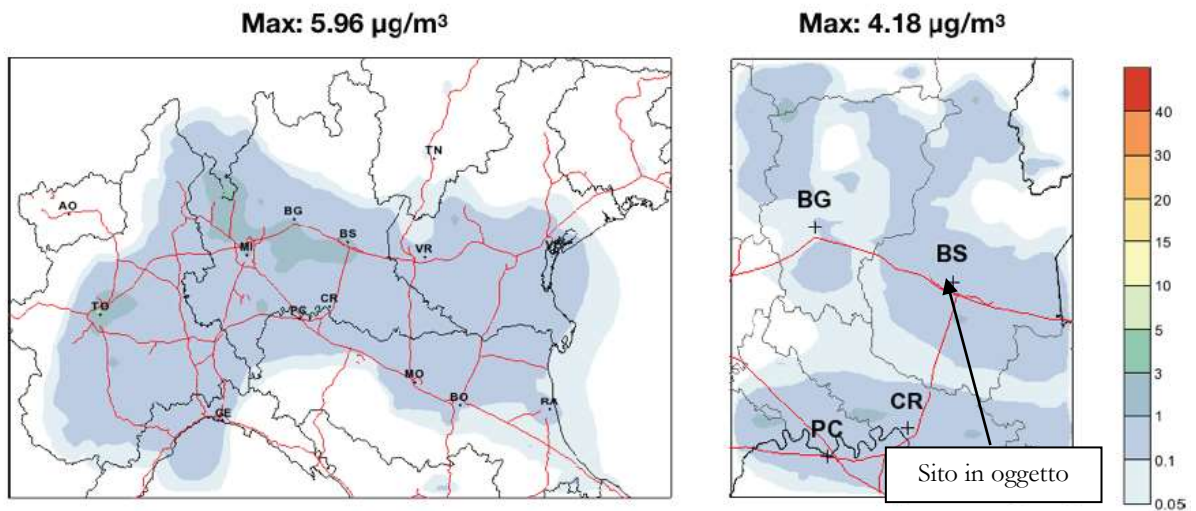 Max: 5.96 µg/m³
Max: 4.18 µg/m³
AO
TN
BG
BS
MI
VR
TO
CR
PC
MO
BO
RA
GE
BG
BS
CR
PC
Sito in oggetto
40
30
20
15
10
5
3
1
0.1
0.05